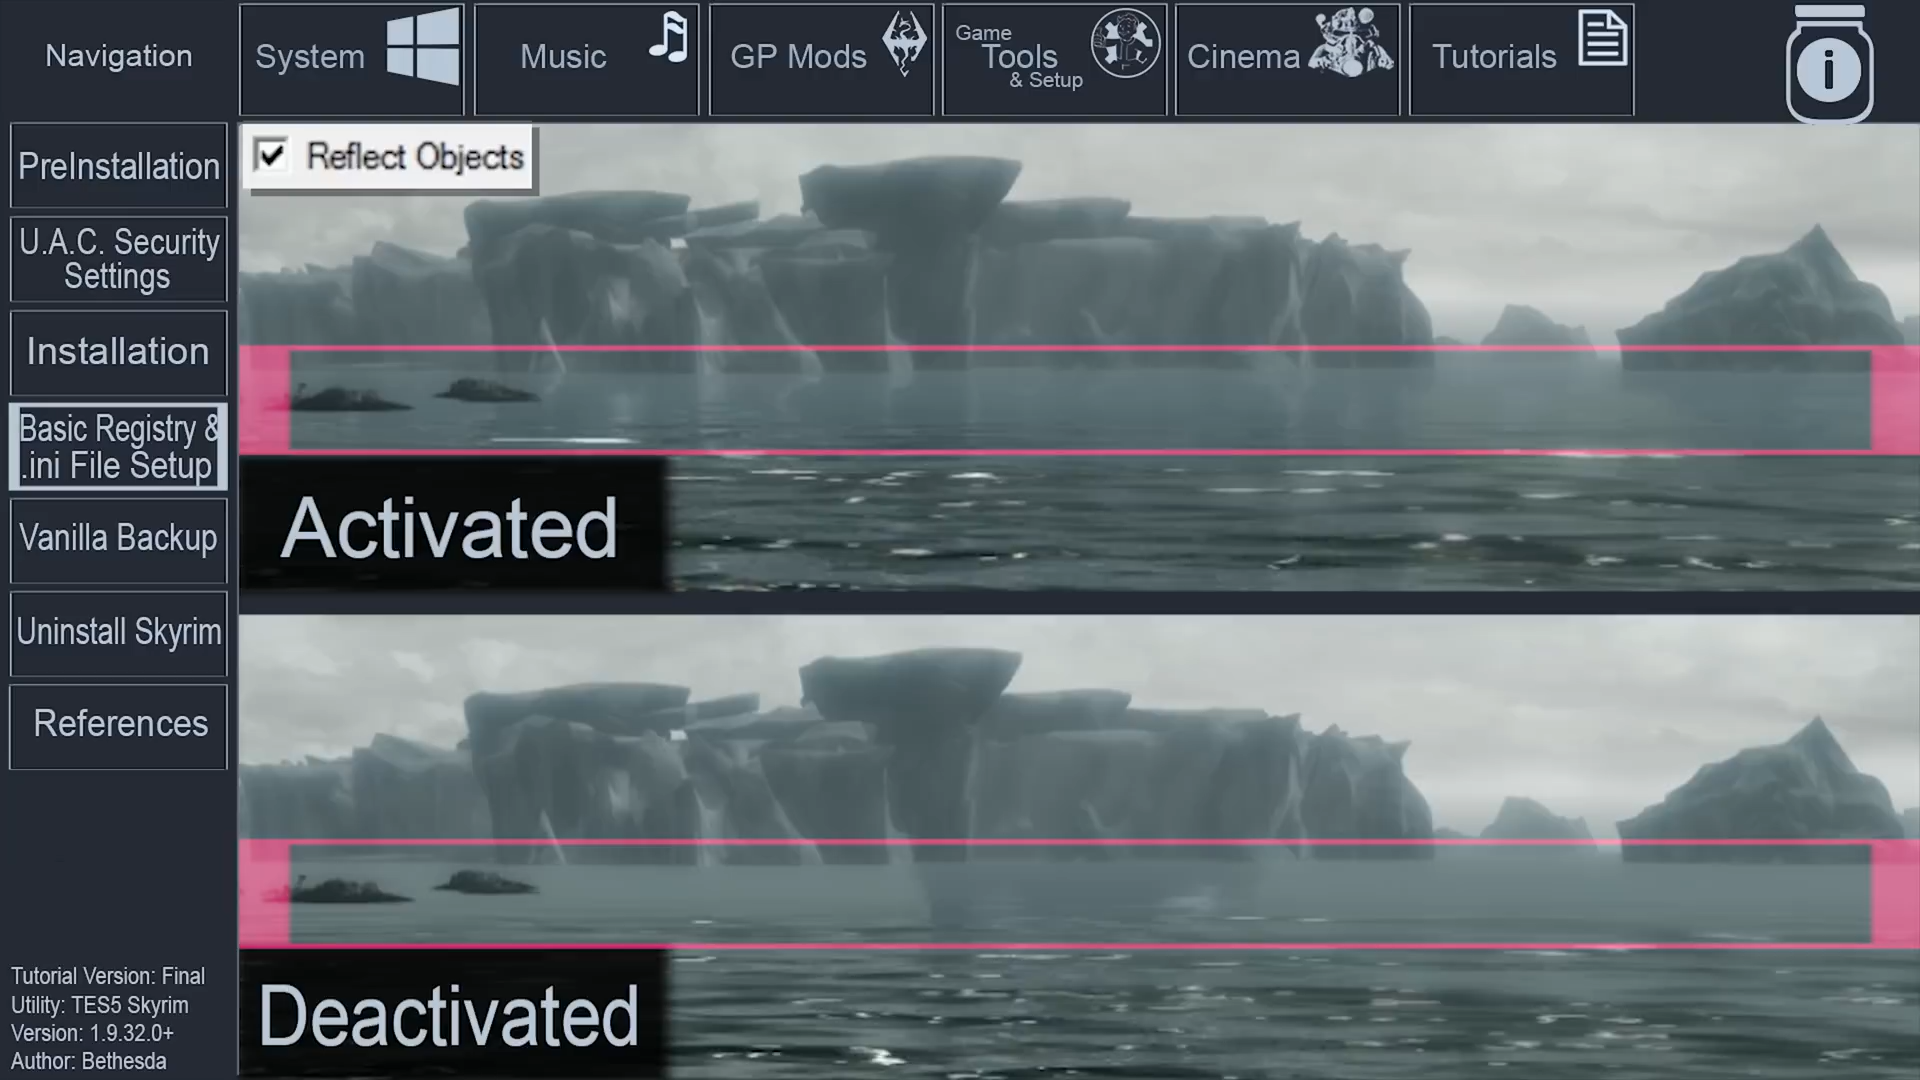 Navigation
System
Music
GP Mods
Game
Tools
& Setup
Cinema
Tutorials
i
PreInstallation
U.A.C. Security
Settings
Installation
Basic Registry &
.ini File Setup
Vanilla Backup
Uninstall Skyrim
References
Reflect Objects
Activated
Deactivated
Tutorial Version: Final
Utility: TES5 Skyrim
Version: 1.9.32.0+
Author: Bethesda